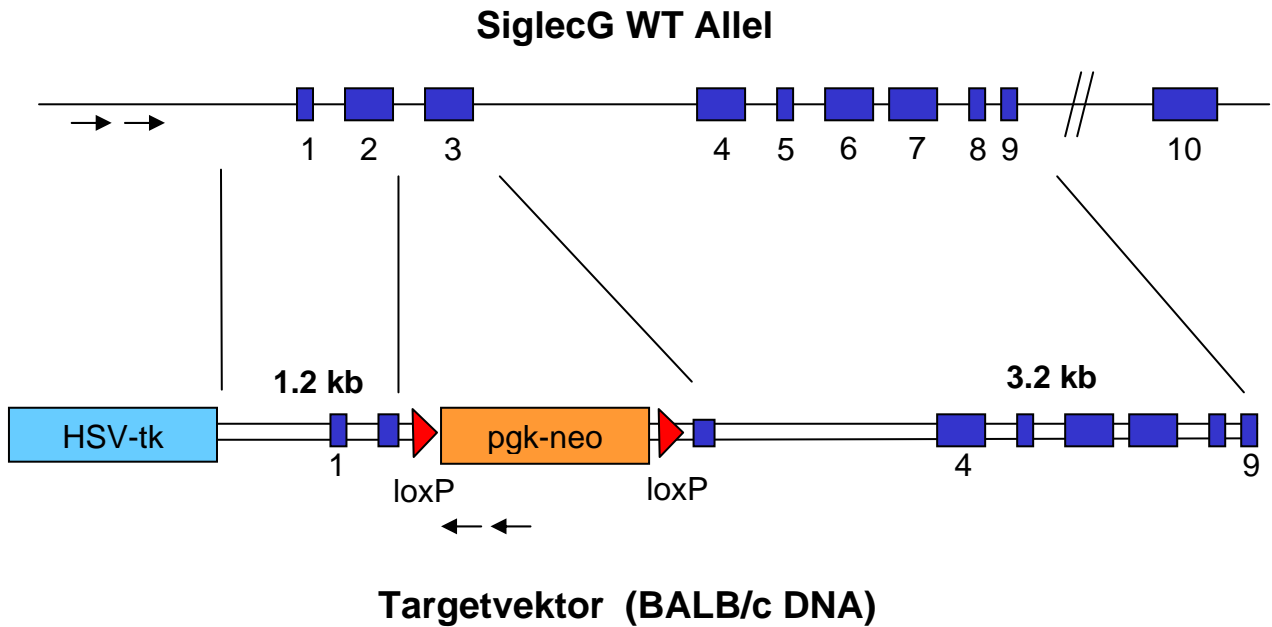 SiglecG WT Allel
1 2 3 4 5 6 7 8 9 10
1.2 kb 3.2 kb
HSV-tk pgk-neo
1 loxP loxP 4 9
Targetvektor (BALB/c DNA)